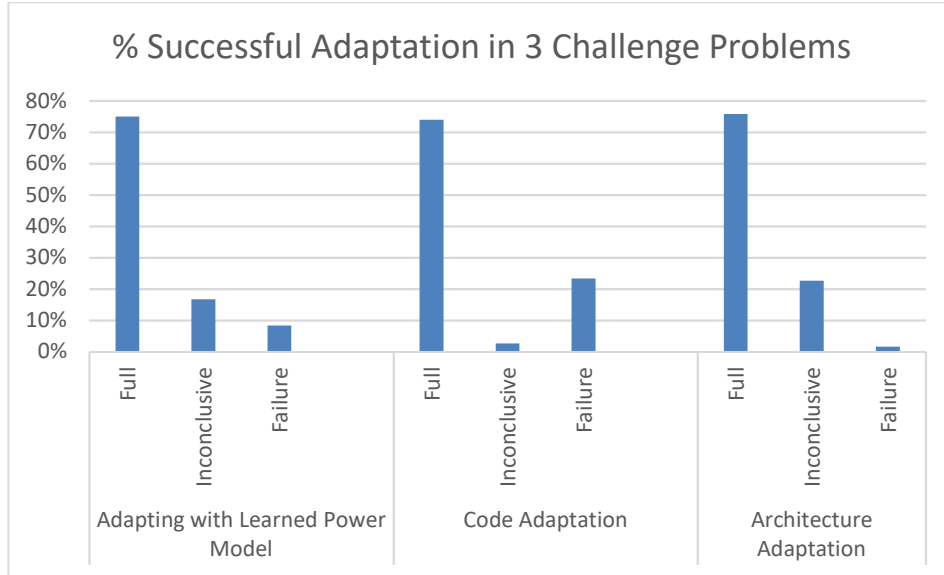 % Successful Adaptation in 3 Challenge Problems
80%
70%
60%
50%
40%
30%
20%
10%
0%
Full
Inconclusive
Failure
Full
Inconclusive
Failure
Full
Inconclusive
Failure
Adapting with Learned Power
Model
Code Adaptation
Architecture
Adaptation